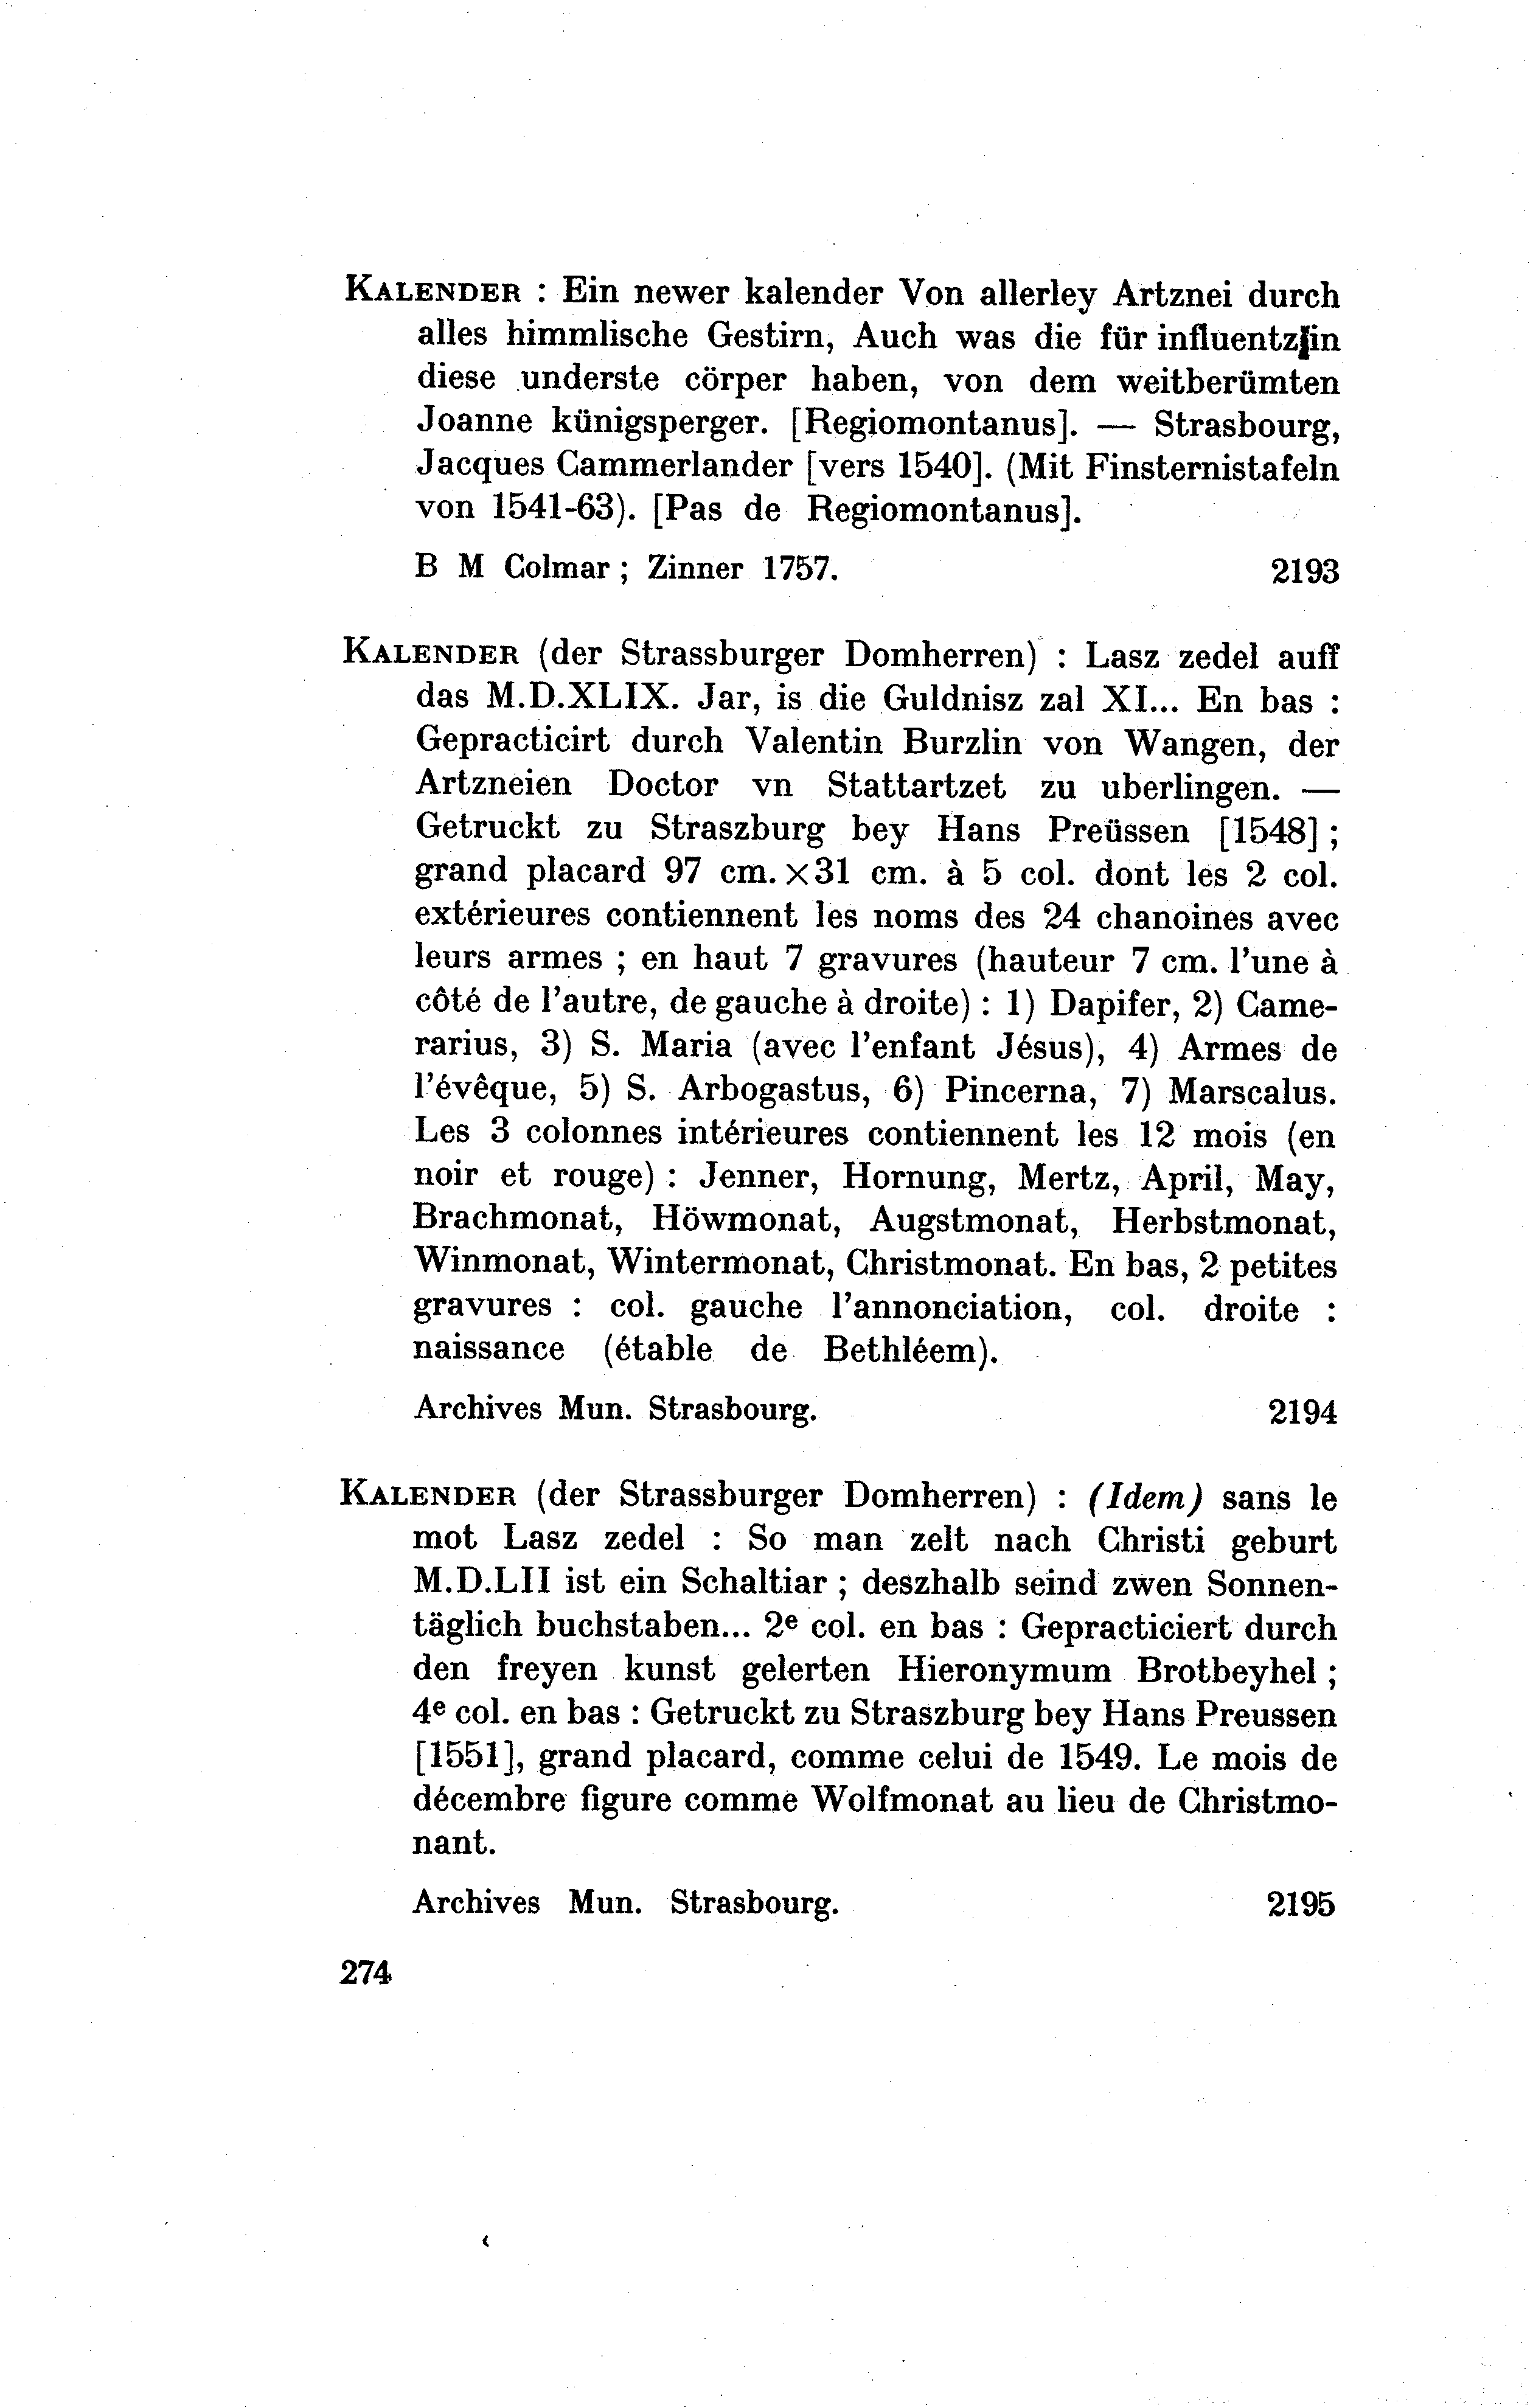 KALENDER : Ein newer kalender Von allerley Artznei durch
alles himmlische Gestirn, Auch was die für influentz in
diese underste cörper haben, von dem weitberümten
Joanne künigsperger. [Regiomontanus]. — Strasbourg,
Jacques Cammerlander [vers 1540]. (Mit Finsternistafeln
von 1541-63). [Pas de Regiomontanus].
B M Colmar ; Zinner 1757. 2193
KALENDER (der Strassburger Domherren) : Lasz zedel auff
das M.D.XLIX. Jar, is die Guldnisz zal XI... En bas :
Gepracticirt durch Valentin Burzlin von Wangen, der
Artzneien Doctor vn Stattartzet zu uberlingen. —
Getruckt zu Straszburg bey Hans Preüssen [1548] ;
grand placard 97 cm. ×31 cm. à 5 col. dont les 2 col.
extérieures contiennent les noms des 24 chanoines avec
leurs armes ; en haut 7 gravures (hauteur 7 cm. l'une à
côté de l'autre, de gauche à droite) : 1) Dapifer, 2) Came-
rarius, 3) S. Maria (avec l'enfant Jésus), 4) Armes de
l'évêque, 5) S. Arbogastus, 6) Pincerna, 7) Marscalus.
Les 3 colonnes intérieures contiennent les 12 mois (en
noir et rouge) : Jenner, Hornung, Mertz, April, May,
Brachmonat, Höwmonat, Augstmonat, Herbstmonat,
Winmonat, Wintermonat, Christmonat. En bas, 2 petites
gravures : col. gauche l'annonciation, col. droite :
naissance (étable de Bethléem).
Archives Mun. Strasbourg. 2194
KALENDER (der Strassburger Domherren) : (Idem) sans le
mot Lasz zedel : So man zelt nach Christi geburt
M.D.LII ist ein Schaltiar ; deszhalb seind zwen Sonnen-
täglich buchstaben... 2e col. en bas : Gepracticiert durch
den freyen kunst gelerten Hieronymum Brotbeyhel ;
4e col. en bas : Getruckt zu Straszburg bey Hans Preussen
[1551], grand placard, comme celui de 1549. Le mois de
décembre figure comme Wolfmonat au lieu de Christmo-
nant.
Archives Mun. Strasbourg. 2195
274